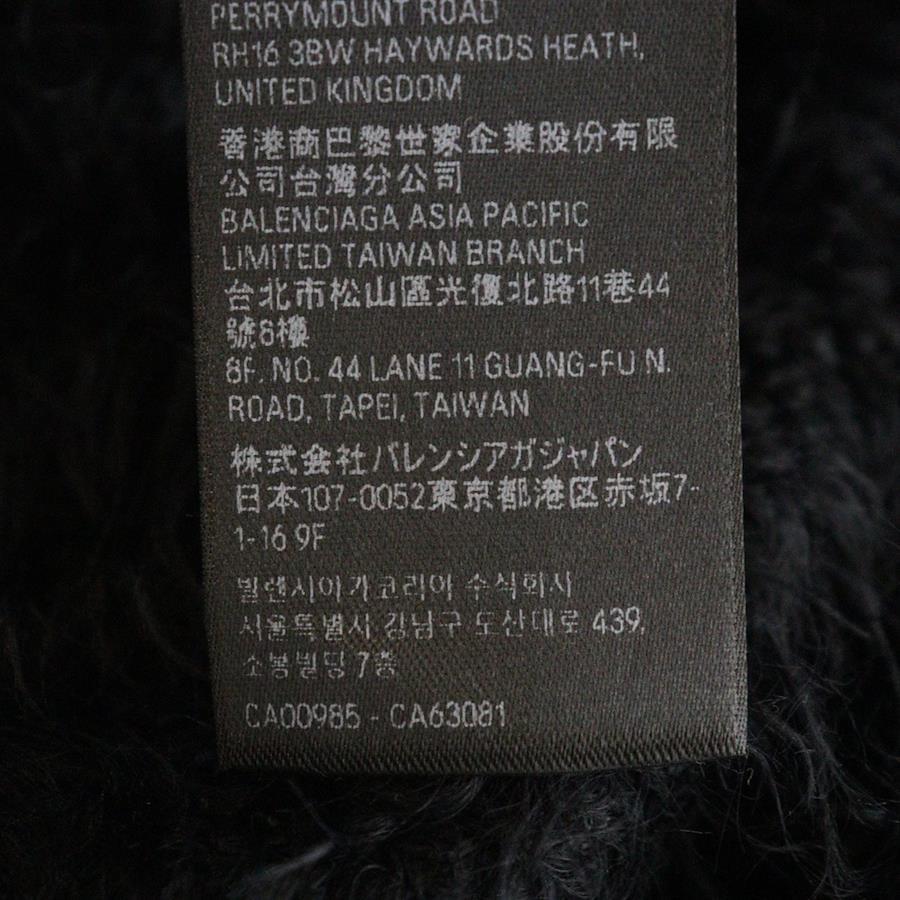 PERRYMOUNT ROAD
RH16 3BW HAYWARDS HEATH,
UNITED KINGDOM
香港商巴黎世家企業股份有限
公司台灣分公司
BALENCIAGA ASIA PACIFIC
LIMITED TAIWAN BRANCH
台北市松山區光復北路11巷44
號8樓
8F. NO. 44 LANE 11 GUANG-FU N.
ROAD, TAPEI, TAIWAN
株式会社バレンシアガジャパン
日本107-0052東京都港区赤坂7-
1-16 9F
발렌시아가코리아 수식회사
서울특별시 강남구 도산대로 439,
소봉빌딩 7층
CA00985 - CA63081